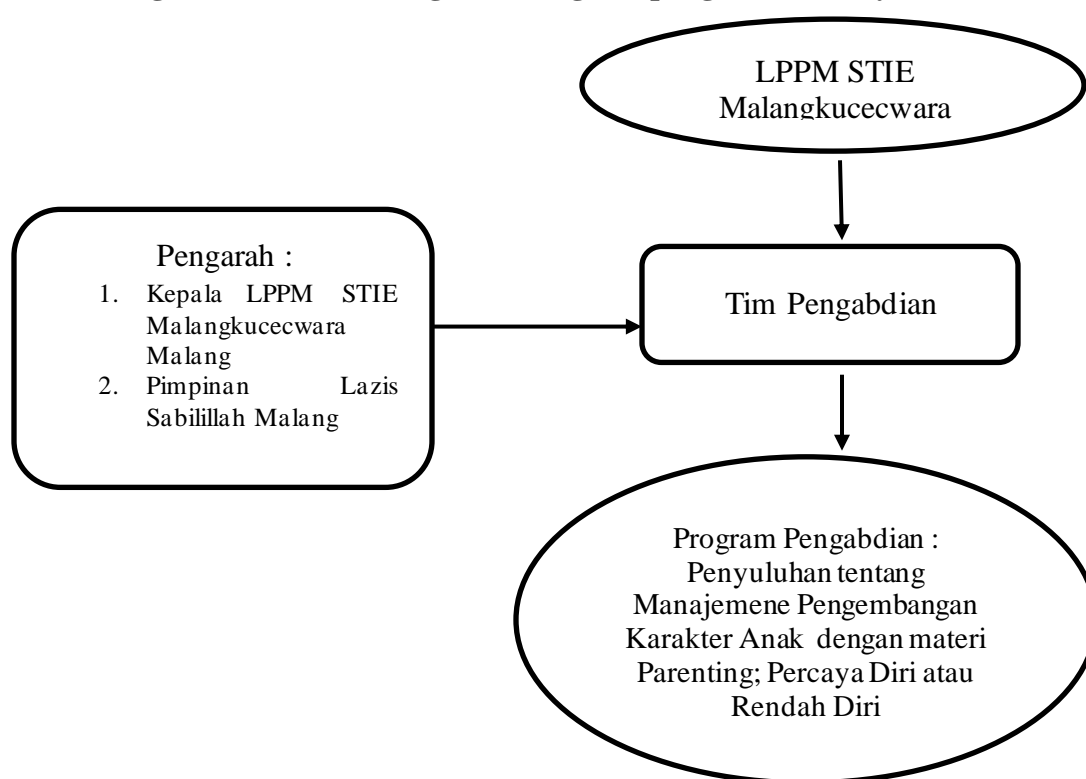 LPPM STIE
Malangkucecwara
Pengarah :
1. Kepala LPPM STIE
Malangkucecwara
Malang
2. Pimpinan Lazis
Sabilillah Malang
Tim Pengabdian
Program Pengabdian :
Penyuluhan tentang
Manajemene Pengembangan
Karakter Anak dengan materi
Parenting; Percaya Diri atau
Rendah Diri